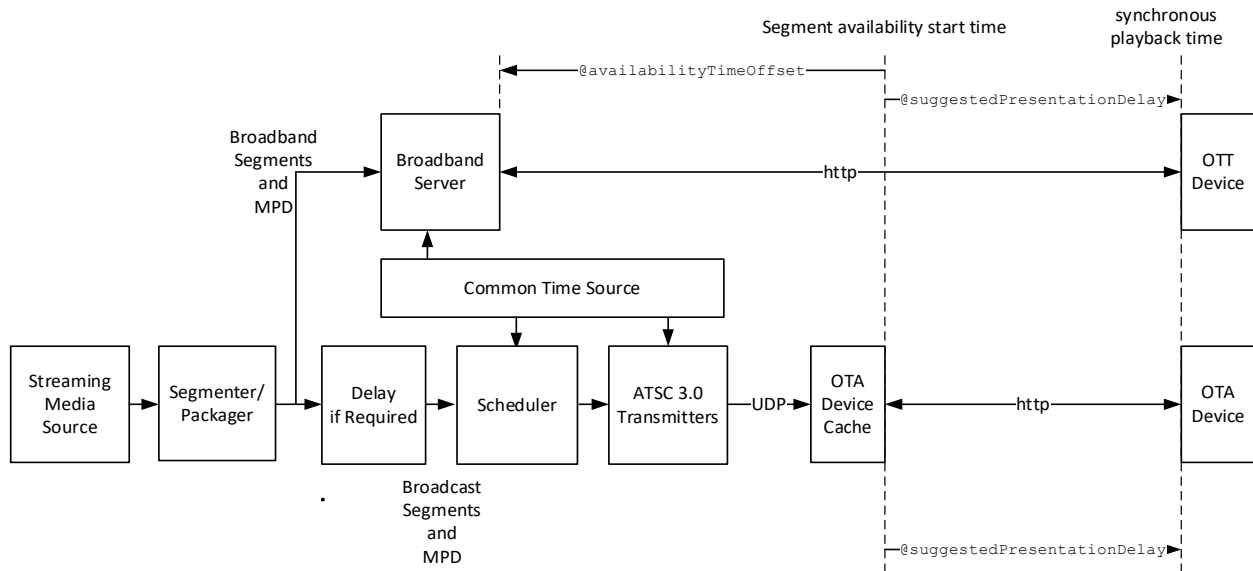 Segment availability start time
synchronous
playback time
@availabilityTimeOffset
@suggestedPresentationDelay
Broadband
Segments
and
MPD
Broadband
Server
http
OTT
Device
Common Time Source
Streaming
Media
Source
Segmenter/
Packager
Delay
if Required
Scheduler
ATSC 3.0
Transmitters
UDP
OTA
Device
Cache
http
OTA
Device
Broadcast
Segments
and
MPD
@suggestedPresentationDelay